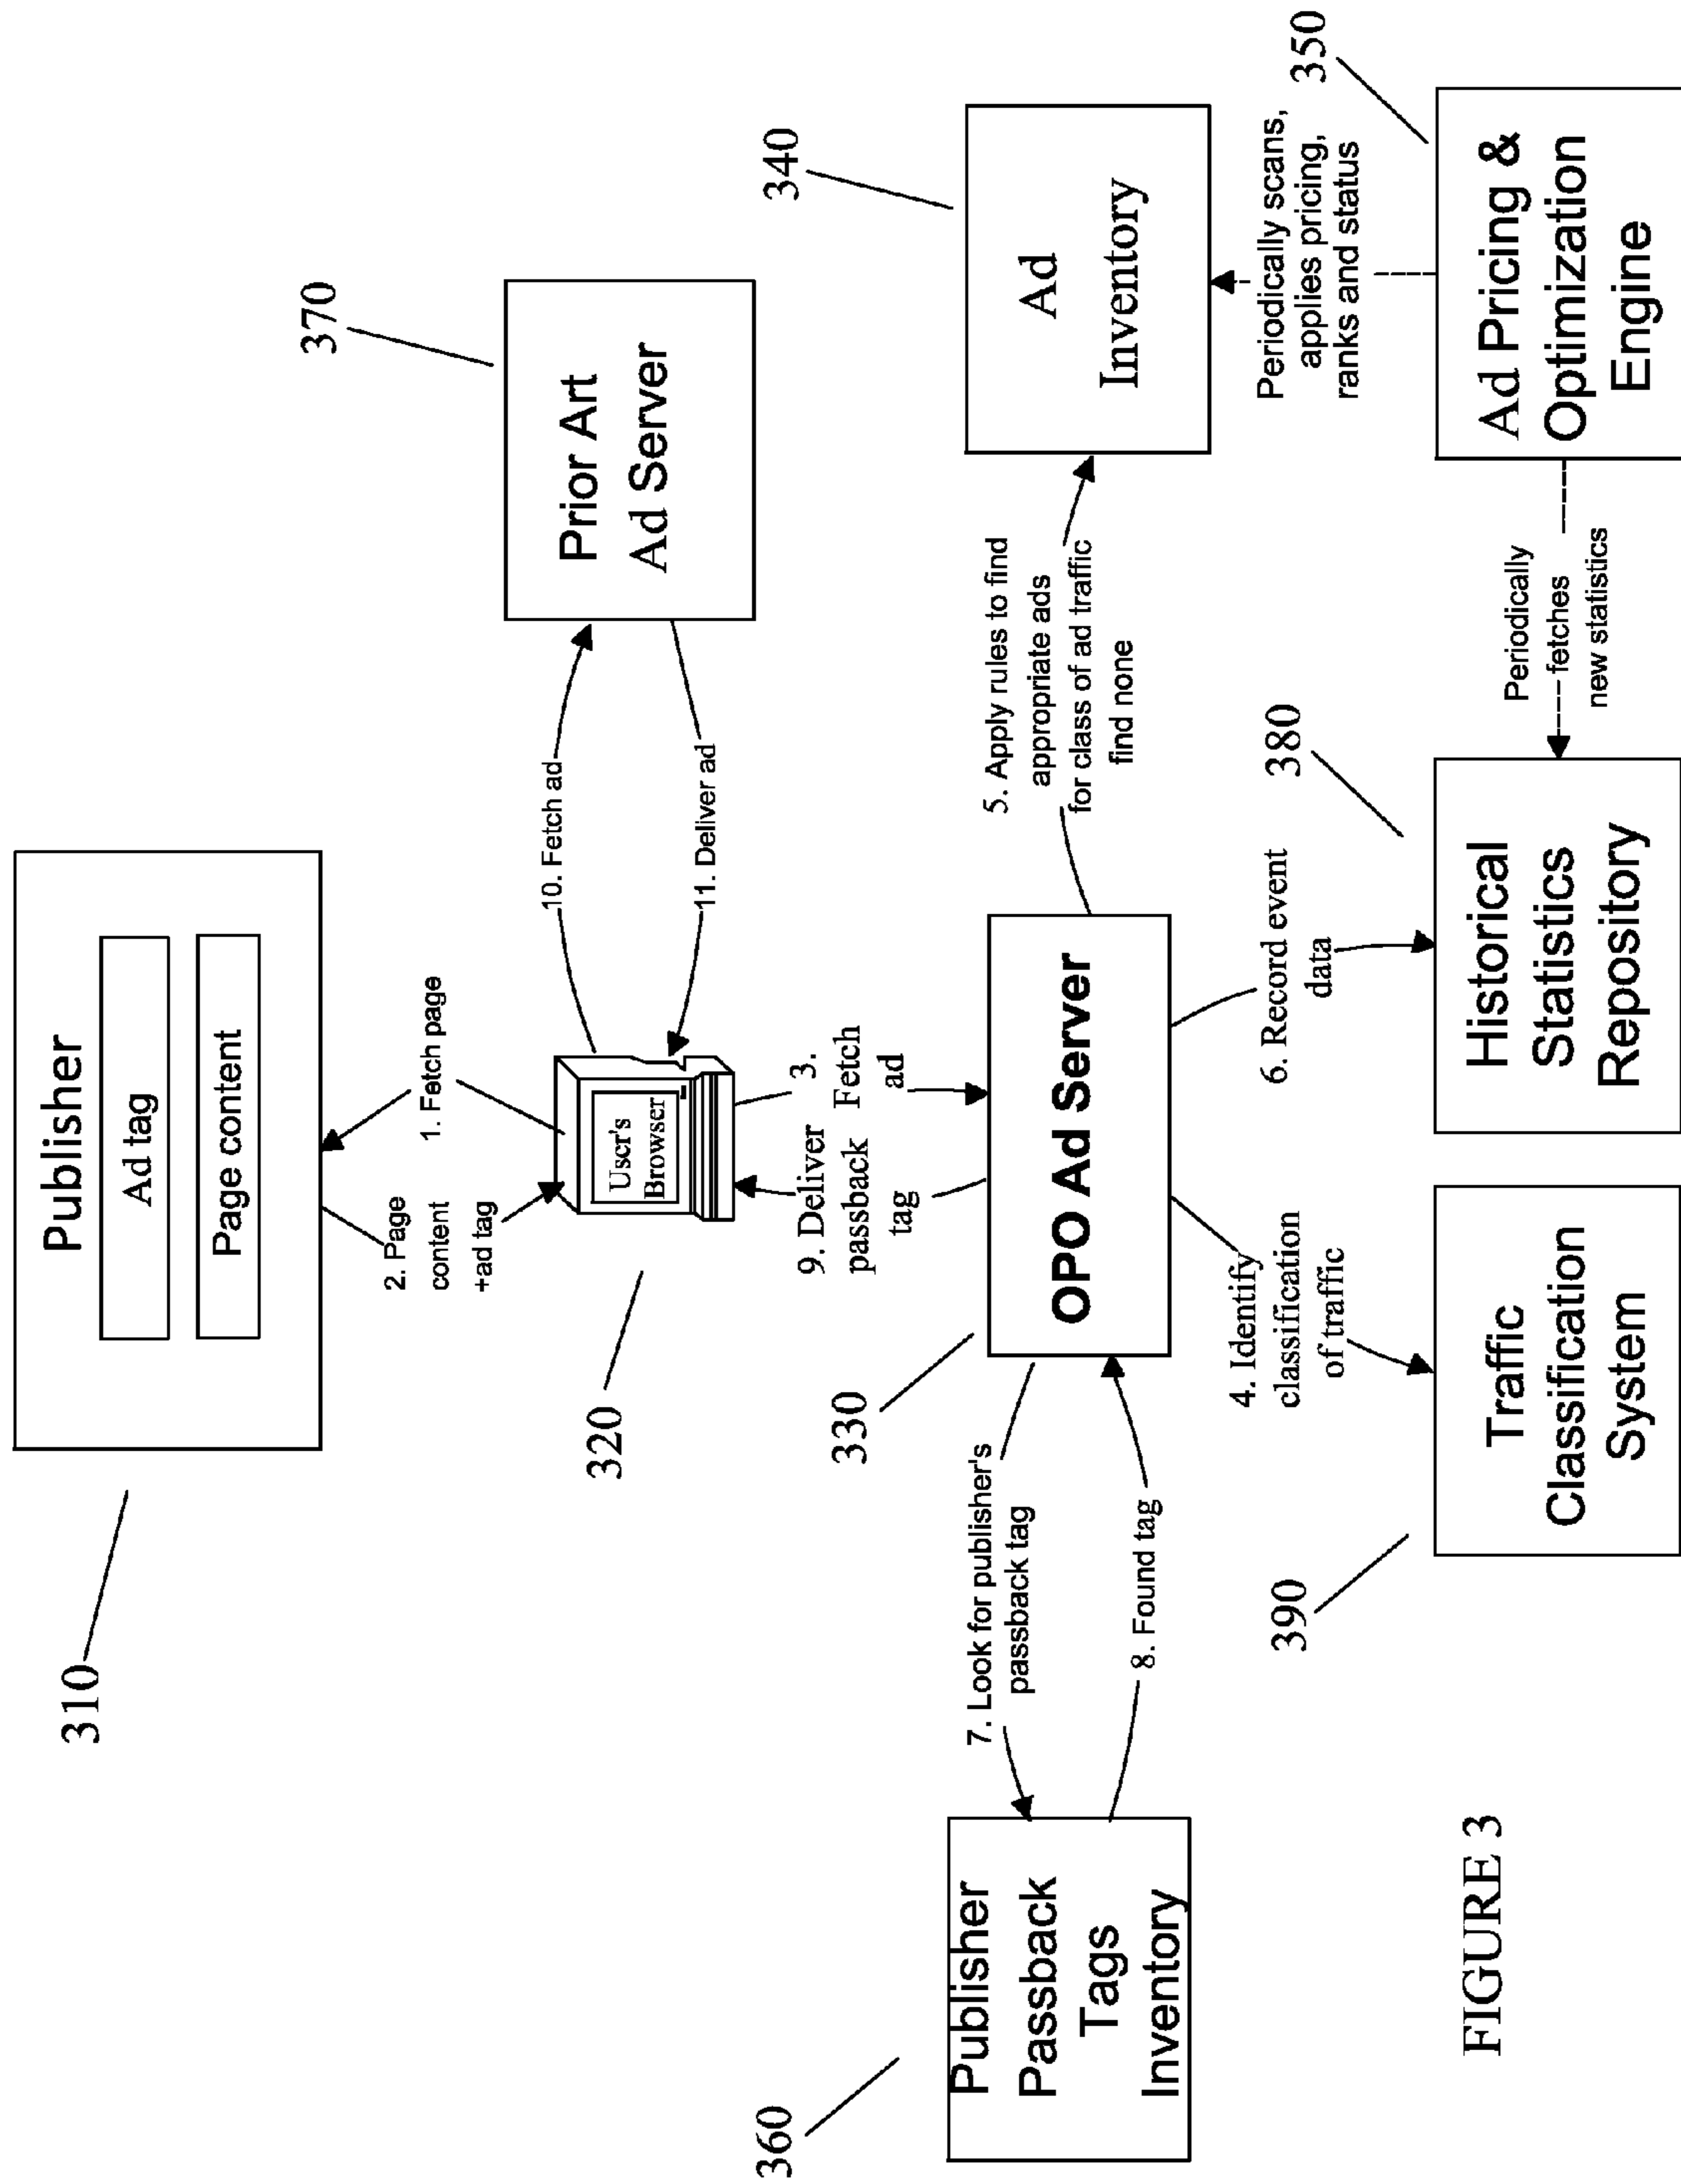 310
Publisher
Ad tag
Page content
1. Fetch page
2. Page
content
+ad tag
320
User's
Browser
10. Fetch ad
11. Deliver ad
370
Prior Art
Ad Server
3.
Fetch
ad
9. Deliver
passback
tag
330
OPO Ad Server
360
Publisher
Passback
Tags
Inventory
7. Look for publisher's
passback tag
8. Found tag
5. Apply rules to find
appropriate ads
for class of ad traffic
find none
340
Ad
Inventory
4. Identify
classification
of traffic
6. Record event
data
390
Traffic
Classification
System
380
Historical
Statistics
Repository
Periodically
fetches
new statistics
Periodically scans,
applies pricing,
ranks and status
350
Ad Pricing &
Optimization
Engine
FIGURE 3